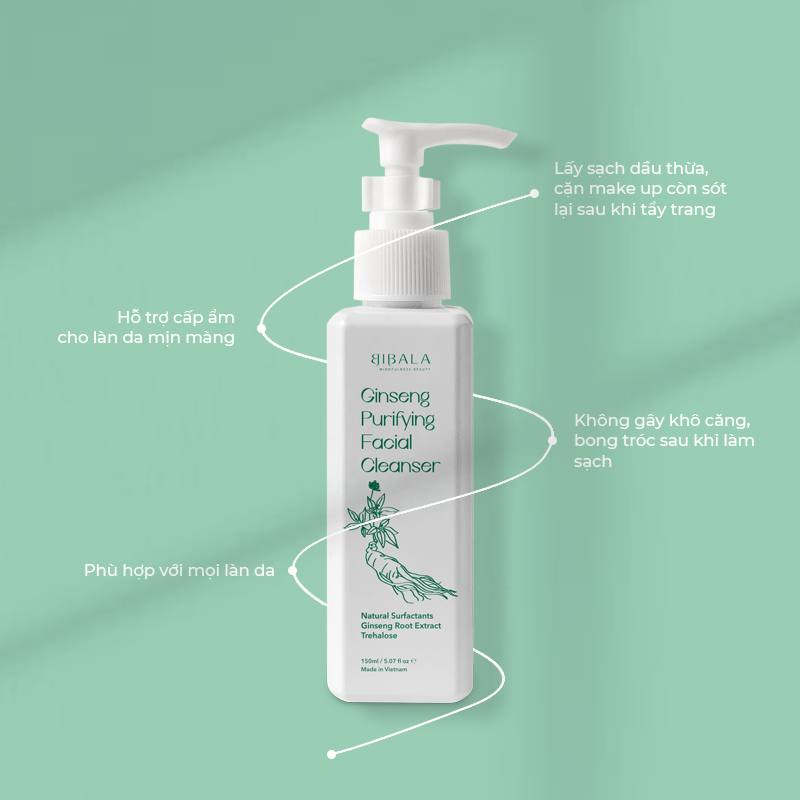 Lấy sạch dầu thừa,
cặn make up còn sót
lại sau khi tẩy trang
Hỗ trợ cấp ẩm
cho làn da mịn màng
BIBALA
MINDFULNESS BEAUTY
Ginseng
Purifying
Facial
Cleanser
Không gây khô căng,
bong tróc sau khi làm
sạch
Phù hợp với mọi làn da
Natural Surfactants
Ginseng Root Extract
Trehalose
150ml / 5.07 fl oz ℮
Made in Vietnam